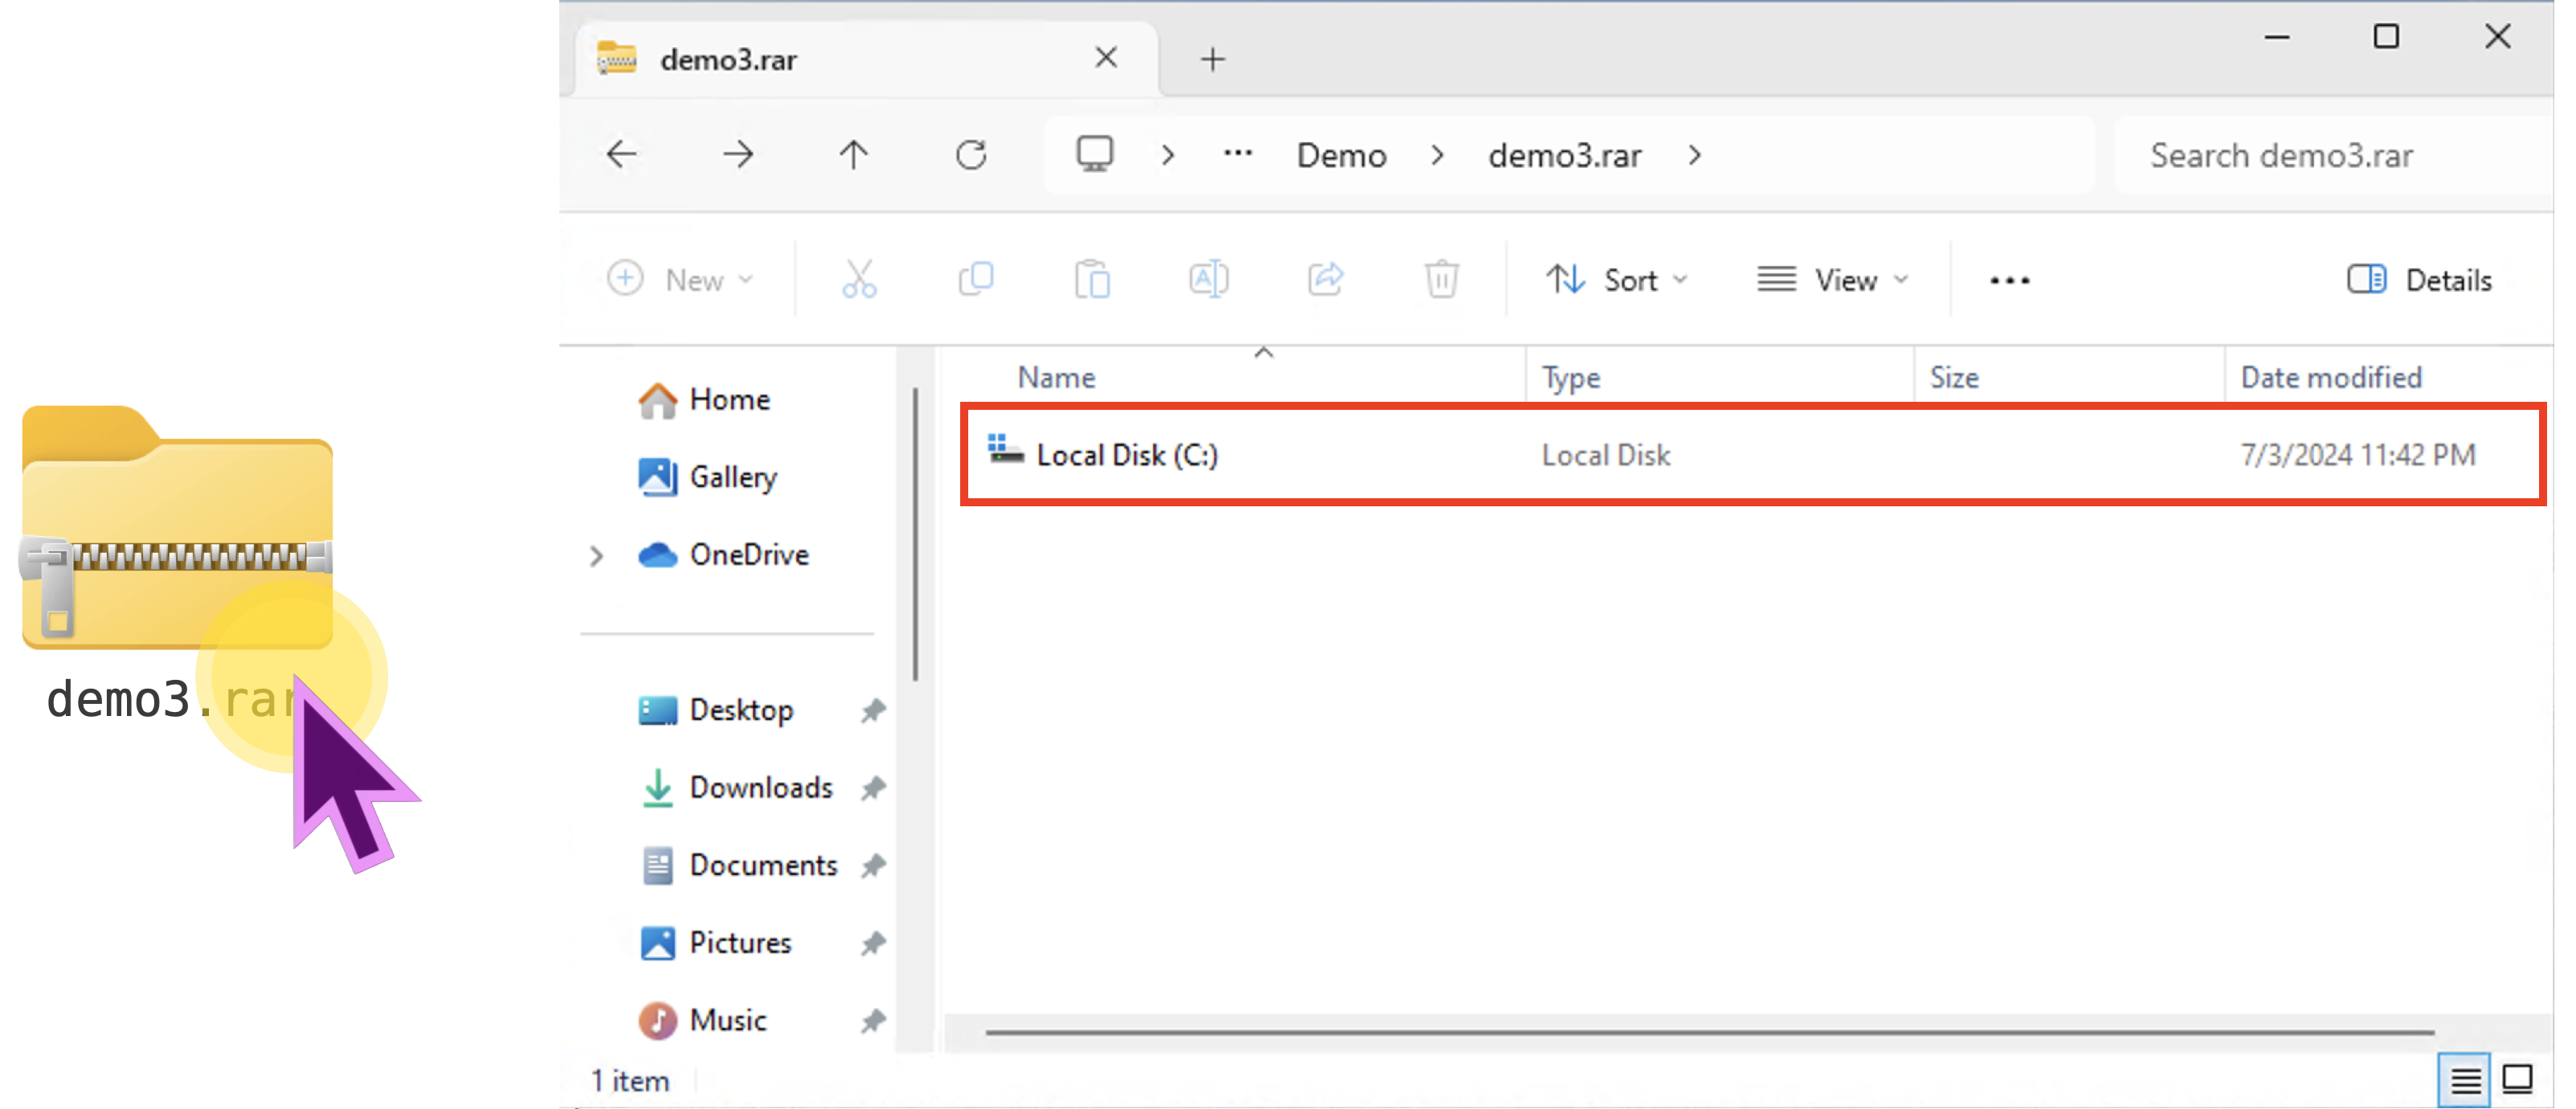 demo3.rar
demo3.rar
Demo demo3.rar Search demo3.rar
New Sort View Details
Name Type Size Date modified
Local Disk (C:) Local Disk 7/3/2024 11:42 PM
Home
Gallery
OneDrive
Desktop
Downloads
Documents
Pictures
Music
1 item